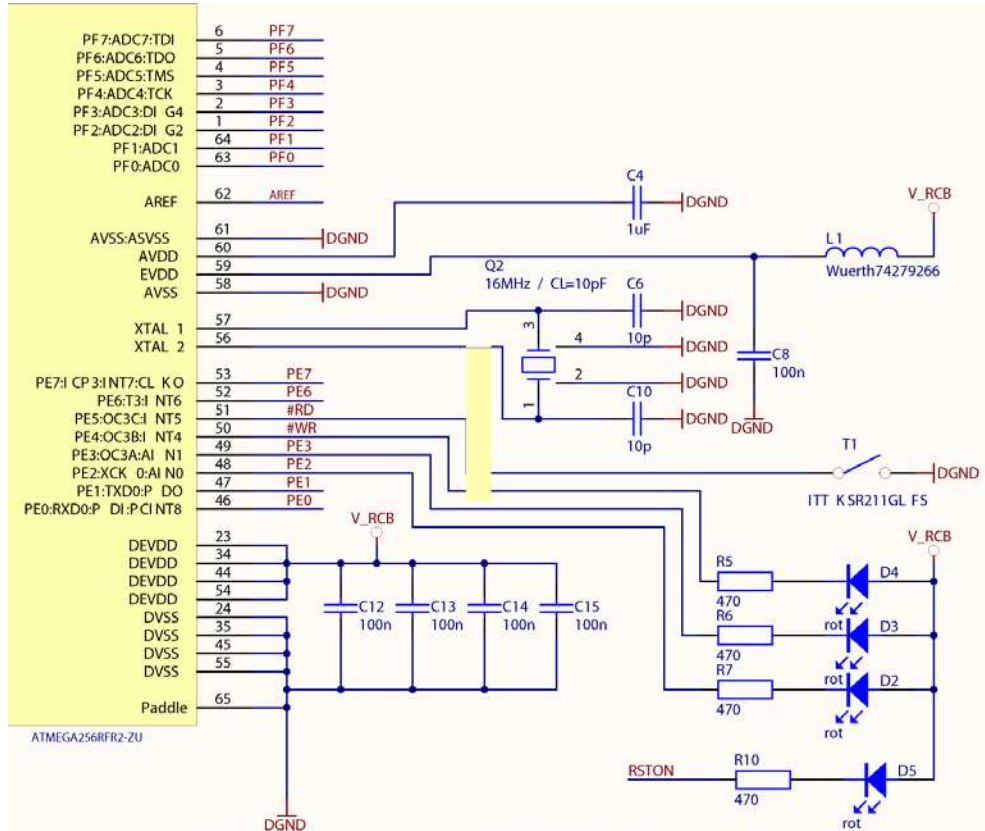 PF7:ADC7:TDI 6 PF7
PF6:ADC6:TDO 5 PF6
PF5:ADC5:TMS 4 PF5
PF4:ADC4:TCK 3 PF4
PF3:ADC3:DI G4 2 PF3
PF2:ADC2:DI G2 1 PF2
PF1:ADC1 64 PF1
PF0:ADC0 63 PF0
AREF 62 AREF
AVSS:ASVSS 61 DGND
AVDD 60
EVDD 59
AVSS 58 DGND
XTAL 1 57
XTAL 2 56
PE7:I CP 3:I NT7:CL K O 53 PE7
PE6:T3:I NT6 52 PE6
PE5:OC3C:I NT5 51 #RD
PE4:OC3B:I NT4 50 #WR
PE3:OC3A:AI N1 49 PE3
PE2:XCK 0:AI N0 48 PE2
PE1:TXD0:P DO 47 PE1
PE0:RXD0:P DI :PCI NT8 46 PE0
DEVDD 23
DEVDD 34
DEVDD 44
DEVDD 54
DVSS 24
DVSS 35
DVSS 45
DVSS 55
Paddle 65
ATMEGA256RFR2-ZU
C4
1uF
DGND
V_RCB
L1
Wuerth74279266
Q2
16MHz / CL=10pF
C6
10p
DGND
3
4
DGND
2
DGND
1
C10
10p
DGND
C8
100n
DGND
T1
DGND
ITT K SR211GL FS
V_RCB
C12
100n
C13
100n
C14
100n
C15
100n
DGND
V_RCB
R5
470
D4
rot
R6
470
D3
rot
R7
470
D2
rot
RSTON
R10
470
D5
rot